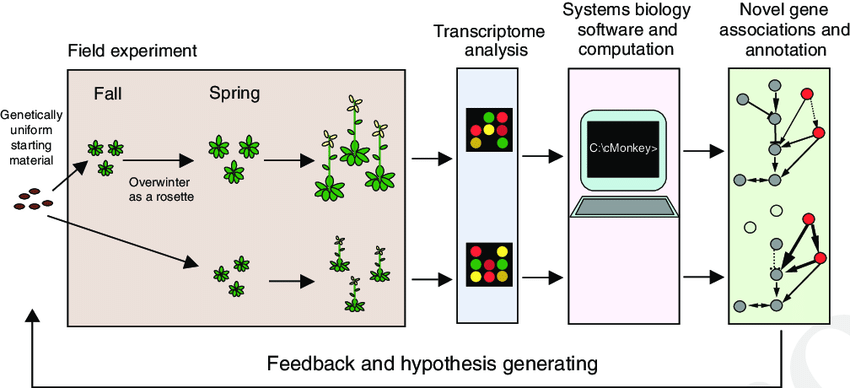 Field experiment
Transcriptome
analysis
Systems biology
software and
computation
Novel gene
associations and
annotation
Genetically
uniform
starting
material
Fall
Spring
Overwinter
as a rosette
C:\cMonkey>
Feedback and hypothesis generating